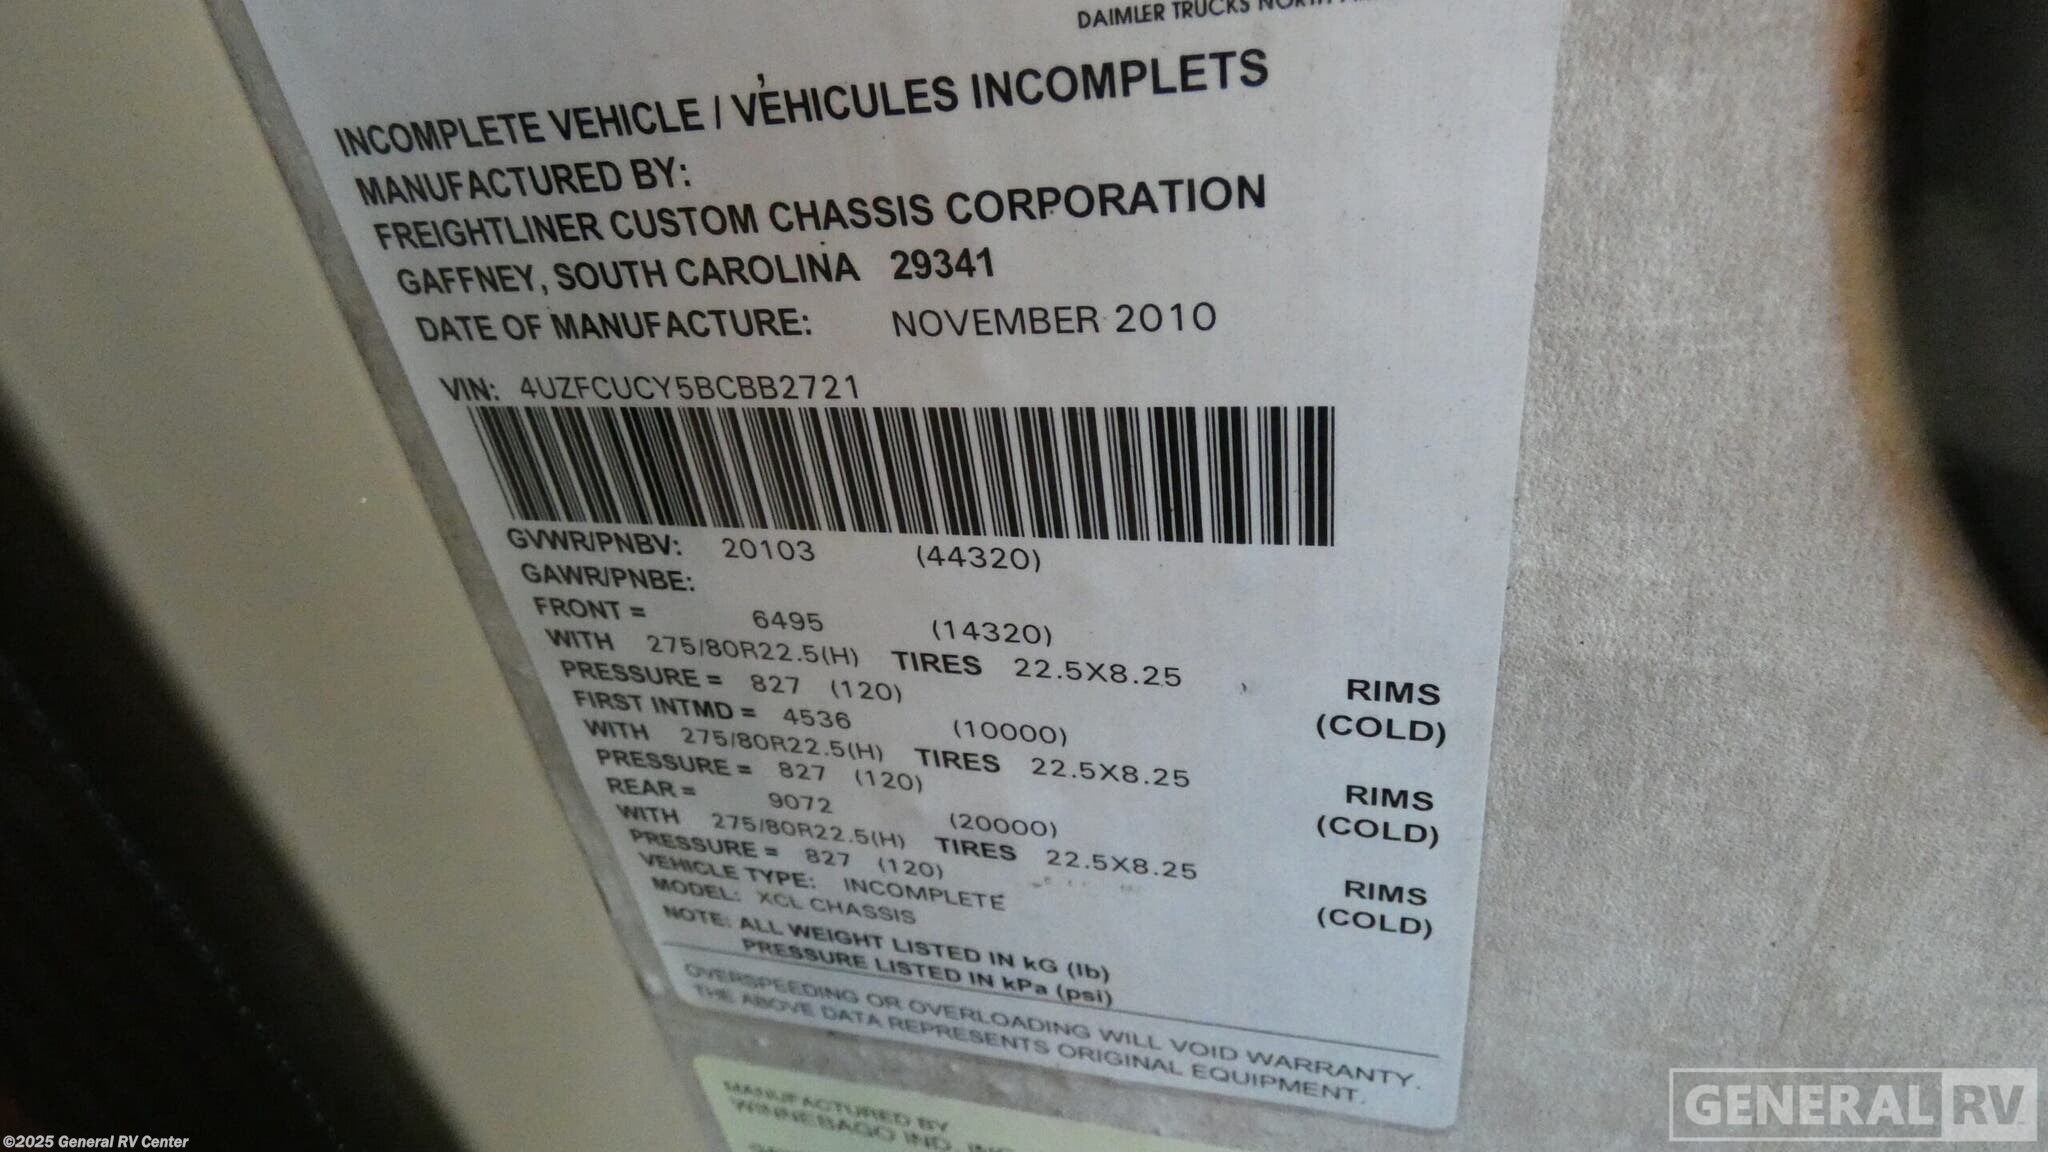 DAIMLER TRUCKS NORTH
INCOMPLETE VEHICLE / VÉHICULES INCOMPLETS
MANUFACTURED BY:
FREIGHTLINER CUSTOM CHASSIS CORPORATION
GAFFNEY, SOUTH CAROLINA 29341
DATE OF MANUFACTURE: NOVEMBER 2010
VIN: 4UZFCUCY5BCBB2721
GVWR/PNBV: 20103 (44320)
GAWR/PNBE:
FRONT = 6495 (14320)
WITH 275/80R22.5(H) TIRES 22.5X8.25 RIMS
PRESSURE = 827 (120) (COLD)
FIRST INTMD = 4536 (10000)
WITH 275/80R22.5(H) TIRES 22.5X8.25 RIMS
PRESSURE = 827 (120) (COLD)
REAR = 9072 (20000)
WITH 275/80R22.5(H) TIRES 22.5X8.25 RIMS
PRESSURE = 827 (120) (COLD)
VEHICLE TYPE: INCOMPLETE
MODEL: XCL CHASSIS
NOTE: ALL WEIGHT LISTED IN kG (lb)
PRESSURE LISTED IN kPa (psi)
OVERSPEEDING OR OVERLOADING WILL VOID WARRANTY.
THE ABOVE DATA REPRESENTS ORIGINAL EQUIPMENT.
MANUFACTURED BY
WINNEBAGO IND.
GENERAL RV
©2025 General RV Center